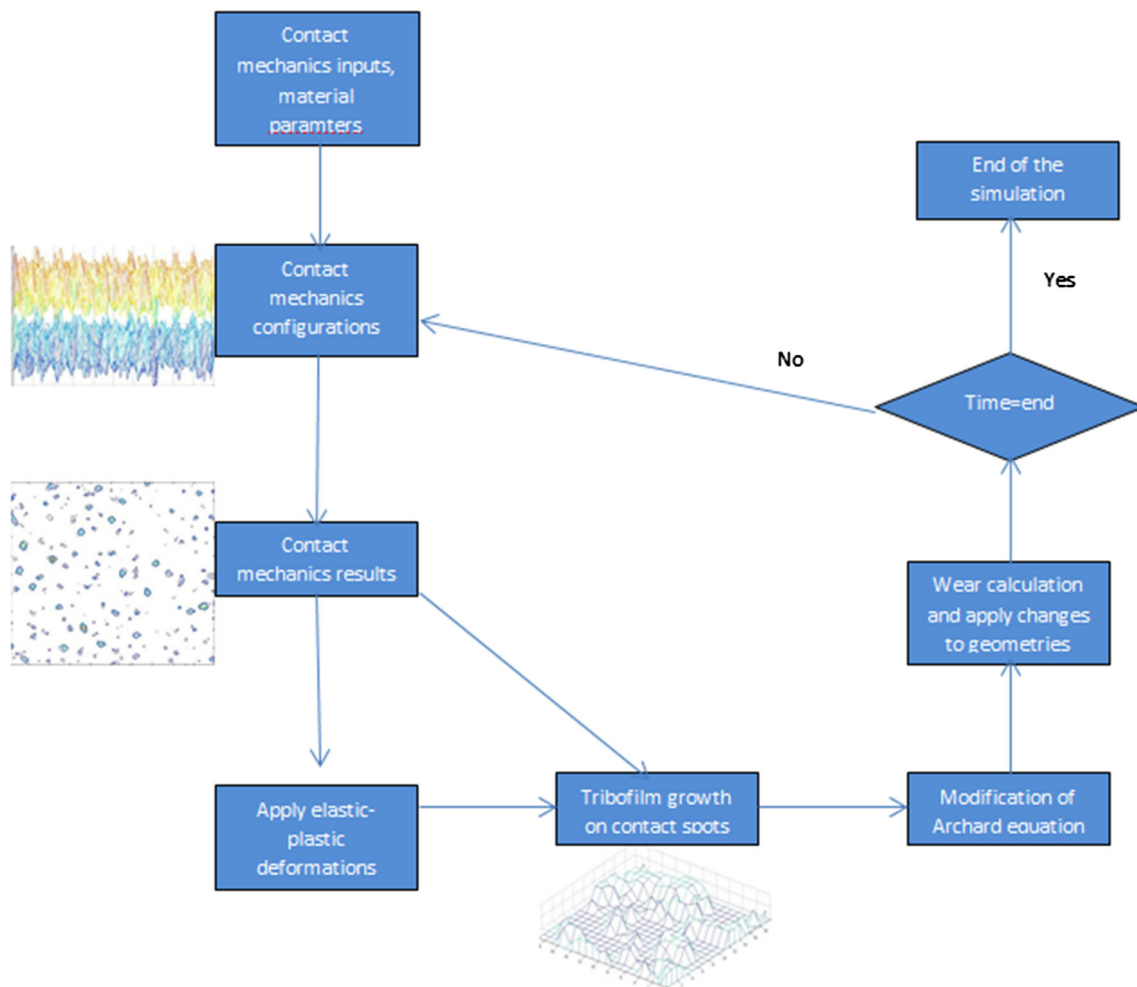 Contact
mechanics inputs,
material
paramters
End of the
simulation
Contact
mechanics
configurations
Yes
No
Time=end
Contact
mechanics results
Wear calculation
and apply changes
to geometries
Apply elastic-
plastic
deformations
Tribofilm growth
on contact spots
Modification of
Archard equation